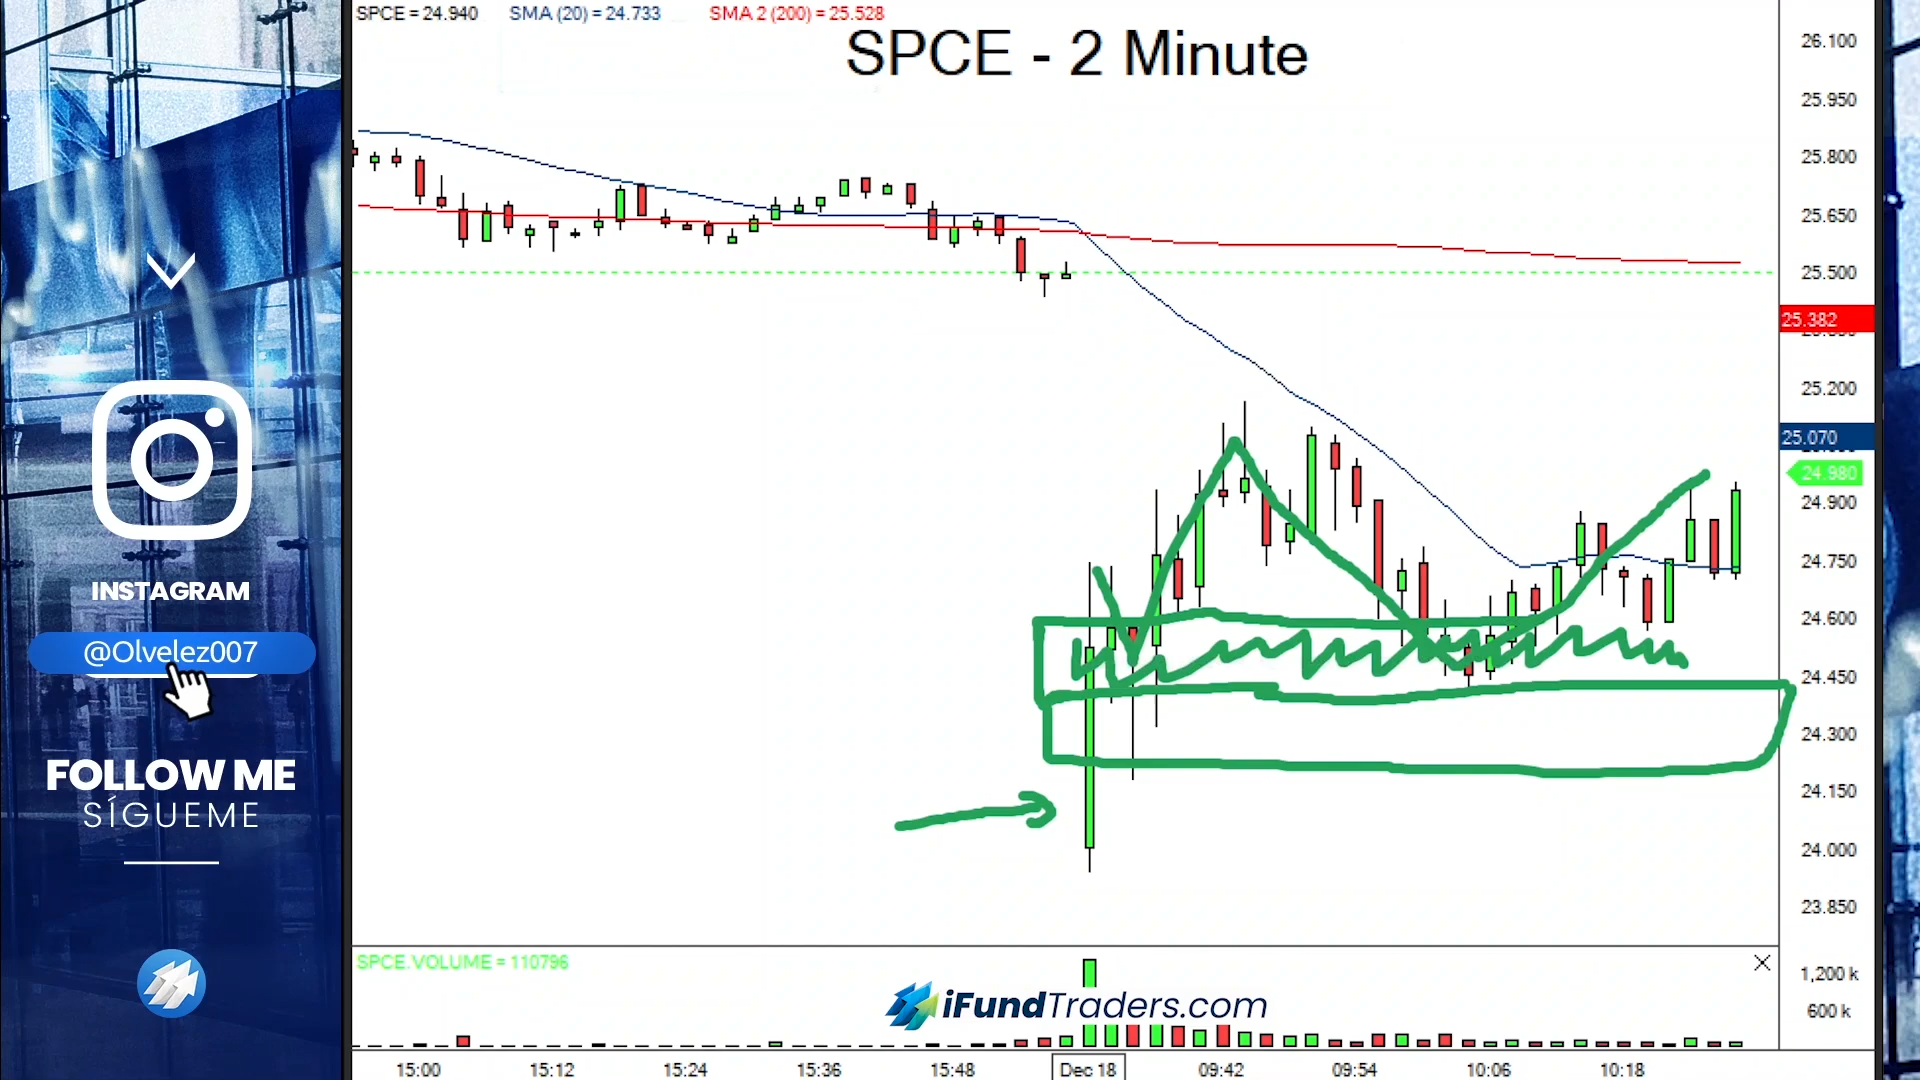 SPCE = 24.940 SMA (20) = 24.733 SMA 2 (200) = 25.528
SPCE - 2 Minute
26.100
25.950
25.800
25.650
25.500
25.382
25.200
25.070
24.980
24.900
24.750
24.600
24.450
24.300
24.150
24.000
23.850
INSTAGRAM
@Olvelez007
FOLLOW ME
SÍGUEME
SPCE.VOLUME = 110796
1,200 k
600 k
iFundTraders.com
15:00 15:12 15:24 15:36 15:48 Dec 18 09:42 09:54 10:06 10:18